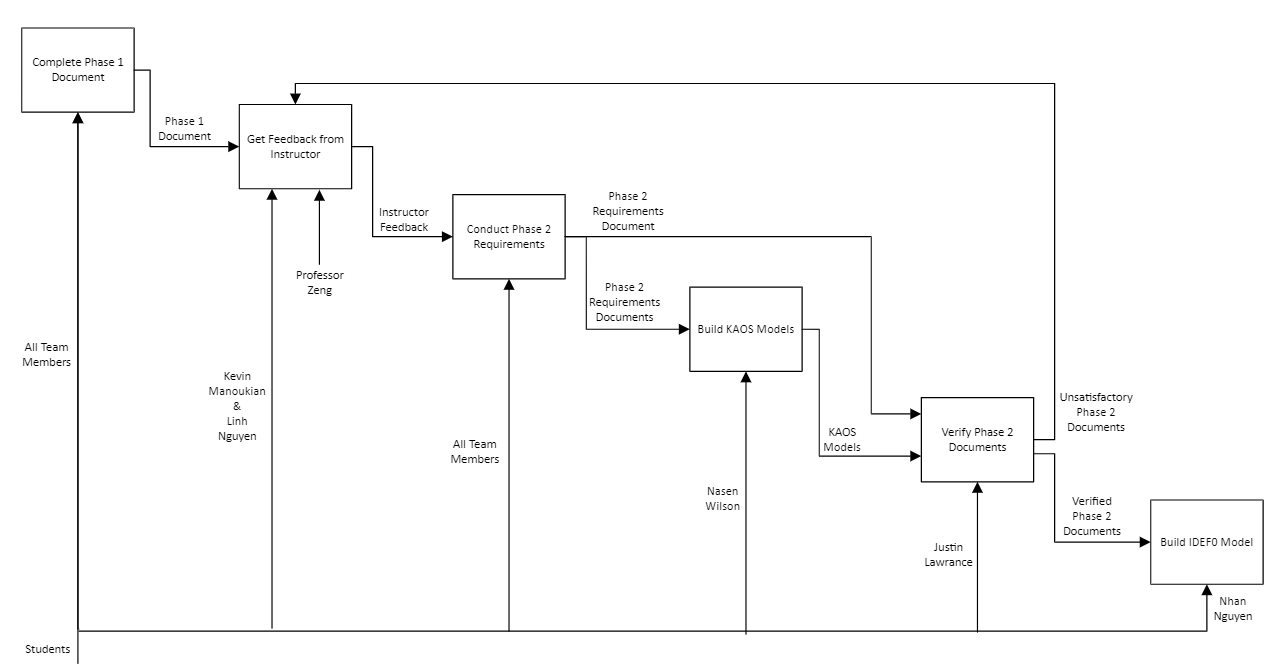 Complete Phase 1
Document
Phase 1
Document
Get Feedback from
Instructor
Instructor
Feedback
Professor
Zeng
Conduct Phase 2
Requirements
Phase 2
Requirements
Document
Phase 2
Requirements
Documents
Build KAOS Models
KAOS
Models
Verify Phase 2
Documents
Unsatisfactory
Phase 2
Documents
Verified
Phase 2
Documents
Build IDEF0 Model
All Team
Members
Kevin
Manoukian
&
Linh
Nguyen
All Team
Members
Nasen
Wilson
Justin
Lawrance
Nhan
Nguyen
Students